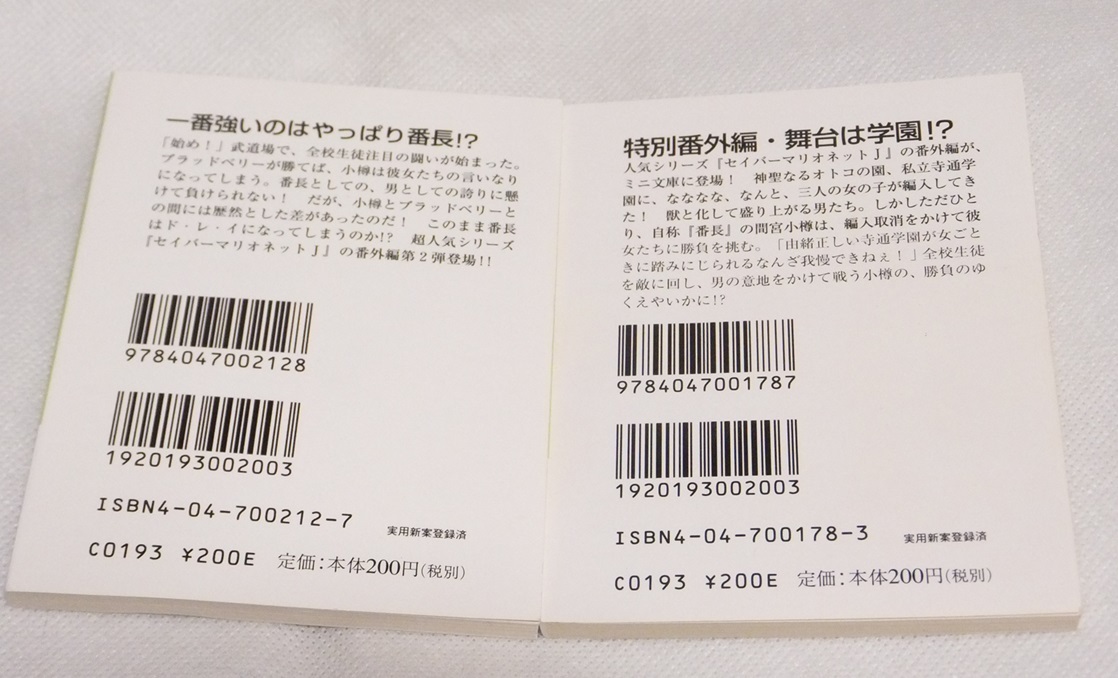 一番強いのはやっぱり番長!?
「始め！」武道場で、全校生徒注目の闘いが始まった。
ブラッドベリーが勝てば、小樽は彼女たちの言いなり
になってしまう。番長としての、男としての誇りに懸
けて負けられない！　だが、小樽とブラッドベリーと
の間には歴然とした差があったのだ！　このまま番長
はド・レ・イになってしまうのか!?　超人気シリーズ
『セイバーマリオネットJ』の番外編第2弾登場!!
9784047002128
1920193002003
ISBN4-04-700212-7
実用新案登録済
C0193 ¥200E 定価：本体200円（税別）
特別番外編・舞台は学園!?
人気シリーズ『セイバーマリオネットJ』の番外編が、
ミニ文庫に登場！　神聖なるオトコの園、私立寺通学
園に、なななな、なんと、三人の女の子が編入してき
た！　獣と化して盛り上がる男たち。しかしただひと
り、自称『番長』の間宮小樽は、編入取消をかけて彼
女たちに勝負を挑む。「由緒正しい寺通学園が女ごと
きに踏みにじられるなんざ我慢できねぇ！」全校生徒
を敵に回し、男の意地をかけて戦う小樽の、勝負のゆ
くえやいかに!?
9784047001787
1920193002003
ISBN4-04-700178-3
実用新案登録済
C0193 ¥200E 定価：本体200円（税別）